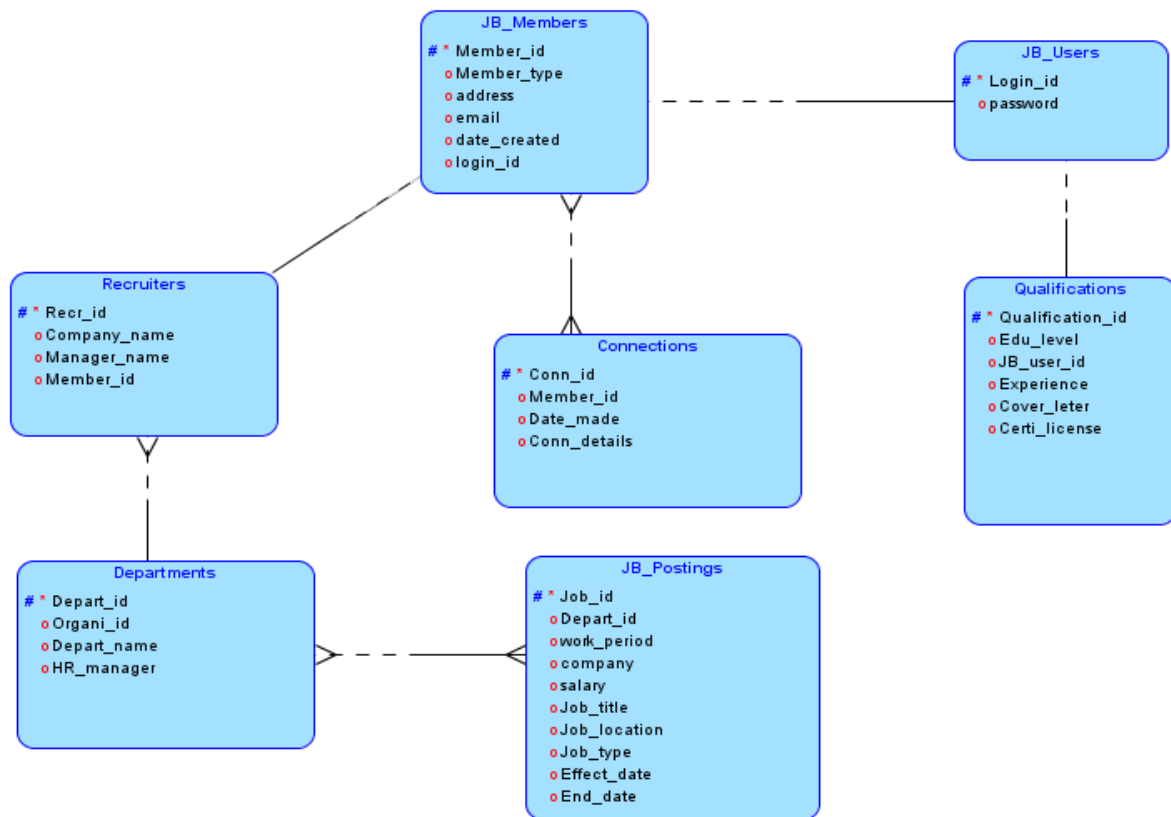 JB_Members
# * Member_id
o Member_type
o address
o email
o date_created
o login_id
JB_Users
# * Login_id
o password
Recruiters
# * Recr_id
o Company_name
o Manager_name
o Member_id
Connections
# * Conn_id
o Member_id
o Date_made
o Conn_details
Qualifications
# * Qualification_id
o Edu_level
o JB_user_id
o Experience
o Cover_leter
o Certi_license
Departments
# * Depart_id
o Organi_id
o Depart_name
o HR_manager
JB_Postings
# * Job_id
o Depart_id
o work_period
o company
o salary
o Job_title
o Job_location
o Job_type
o Effect_date
o End_date